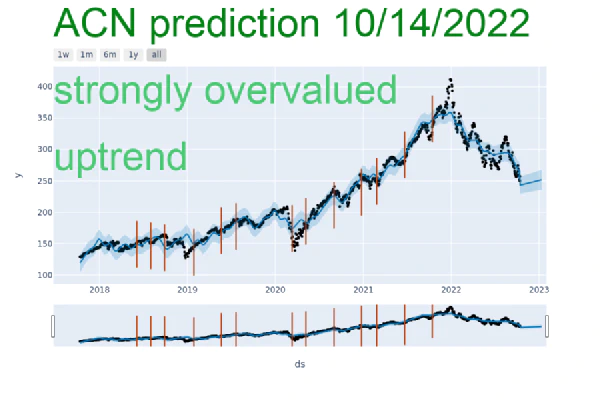 ACN prediction 10/14/2022
1w 1m 6m 1y all
strongly overvalued
uptrend
400
350
300
250
200
150
100
y
2018 2019 2020 2021 2022 2023
ds